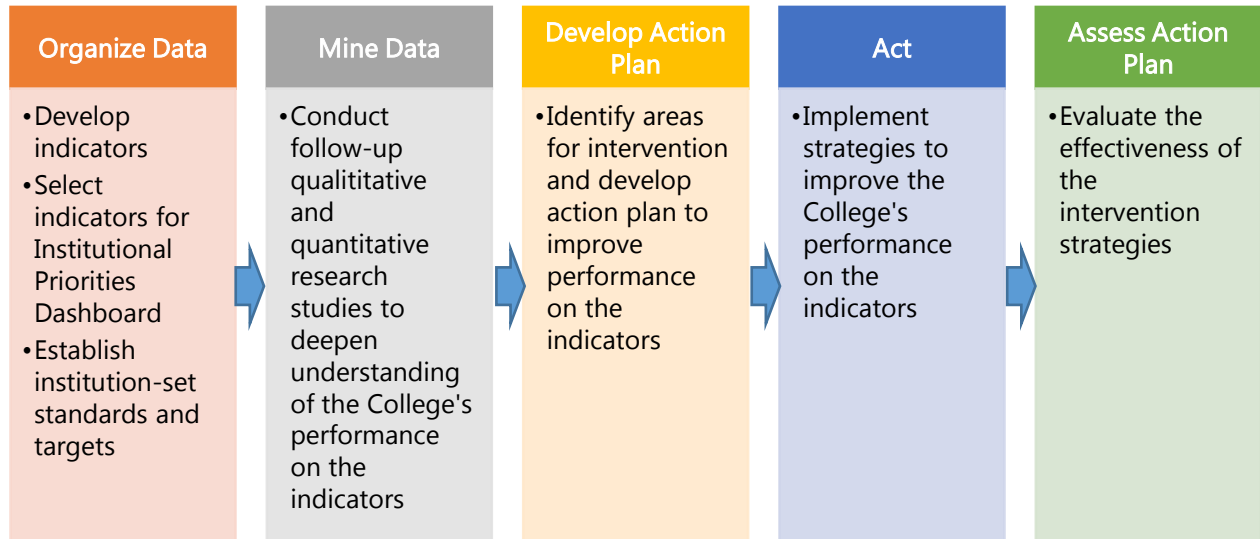 Organize Data
•Develop
indicators
•Select
indicators for
Institutional
Priorities
Dashboard
•Establish
institution-set
standards and
targets
Mine Data
•Conduct
follow-up
qualititative
and
quantitative
research
studies to
deepen
understanding
of the College's
performance
on the
indicators
Develop Action
Plan
•Identify areas
for intervention
and develop
action plan to
improve
performance
on the
indicators
Act
•Implement
strategies to
improve the
College's
performance
on the
indicators
Assess Action
Plan
•Evaluate the
effectiveness of
the
intervention
strategies